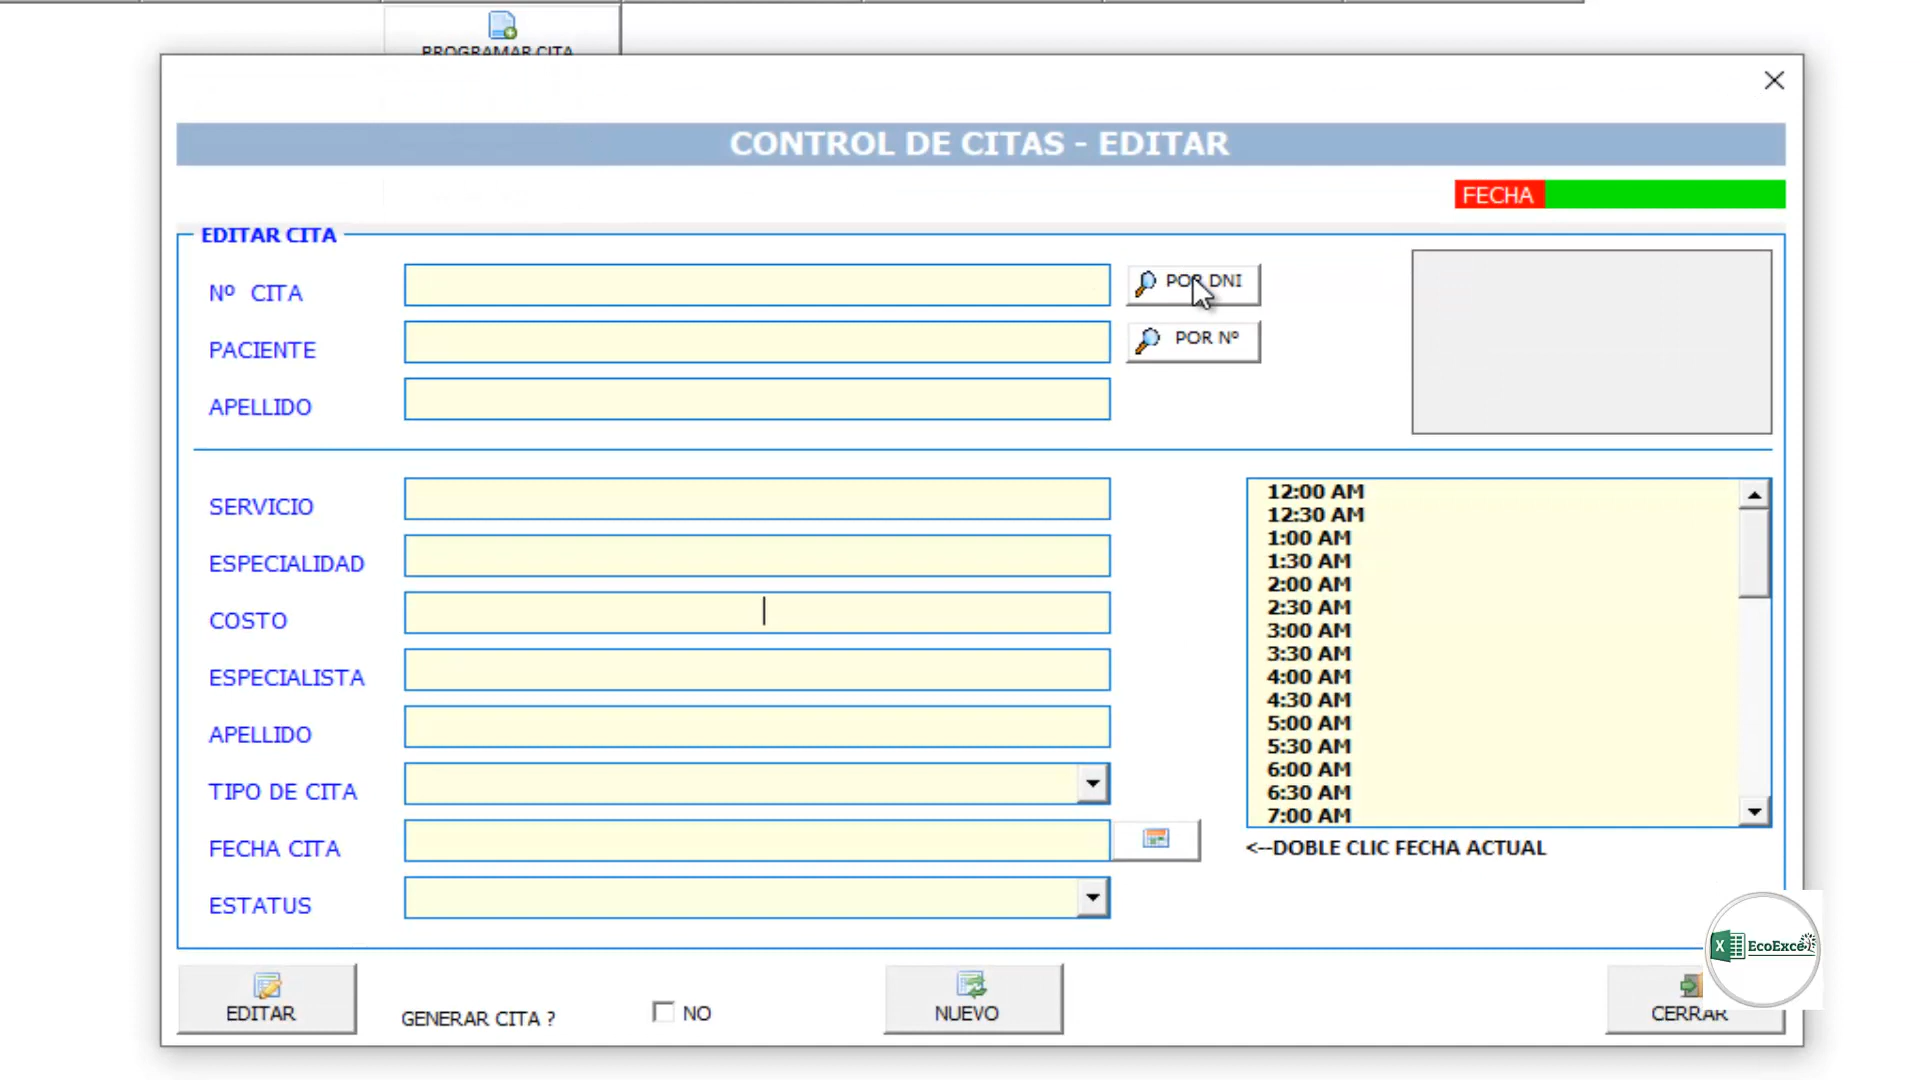 PROGRAMAR CITA
CONTROL DE CITAS - EDITAR
FECHA
EDITAR CITA
Nº CITA
POR DNI
PACIENTE
POR Nº
APELLIDO
SERVICIO
ESPECIALIDAD
COSTO
ESPECIALISTA
APELLIDO
TIPO DE CITA
FECHA CITA
ESTATUS
12:00 AM
12:30 AM
1:00 AM
1:30 AM
2:00 AM
2:30 AM
3:00 AM
3:30 AM
4:00 AM
4:30 AM
5:00 AM
5:30 AM
6:00 AM
6:30 AM
7:00 AM
<--DOBLE CLIC FECHA ACTUAL
EDITAR
GENERAR CITA ?
NO
NUEVO
CERRAR
X EcoExcel